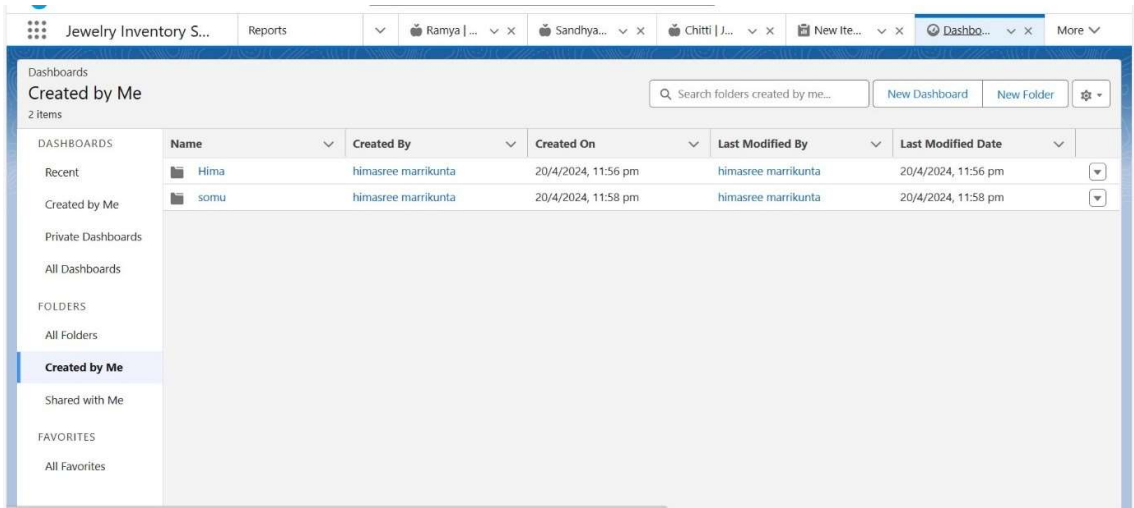 Jewelry Inventory S... Reports Ramya | ... Sandhya... Chitti | J... New Ite... Dashbo... More
Dashboards
Created by Me
2 items
Search folders created by me...
New Dashboard
New Folder
DASHBOARDS
Recent
Created by Me
Private Dashboards
All Dashboards
FOLDERS
All Folders
Created by Me
Shared with Me
FAVORITES
All Favorites
Name Created By Created On Last Modified By Last Modified Date
Hima himasree marrikunta 20/4/2024, 11:56 pm himasree marrikunta 20/4/2024, 11:56 pm
somu himasree marrikunta 20/4/2024, 11:58 pm himasree marrikunta 20/4/2024, 11:58 pm